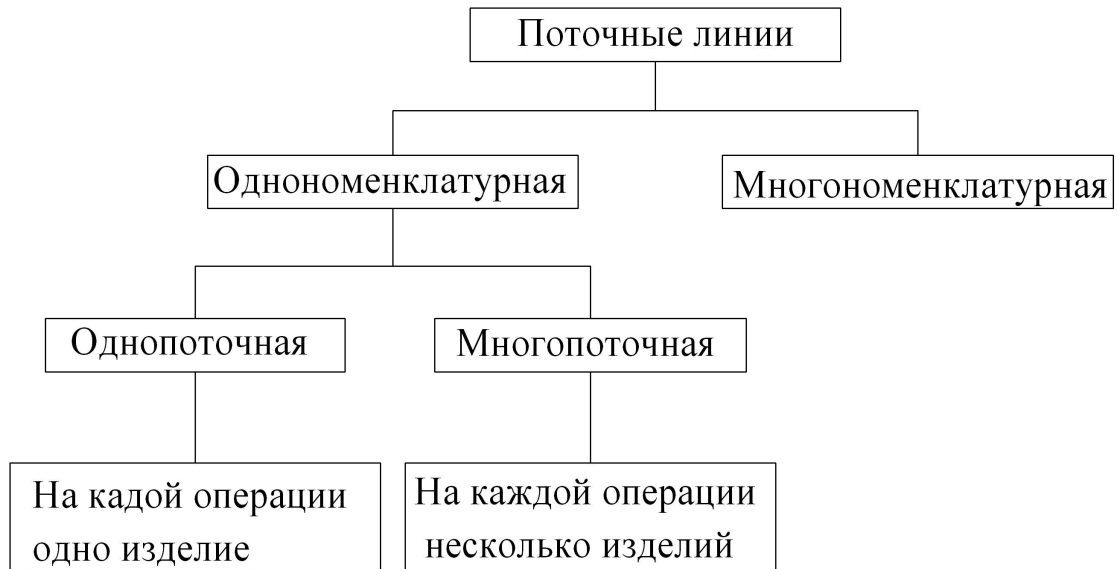 Поточные линии
Однономенклатурная
Многономенклатурная
Однопоточная
Многопоточная
На кадой операции
одно изделие
На каждой операции
несколько изделий